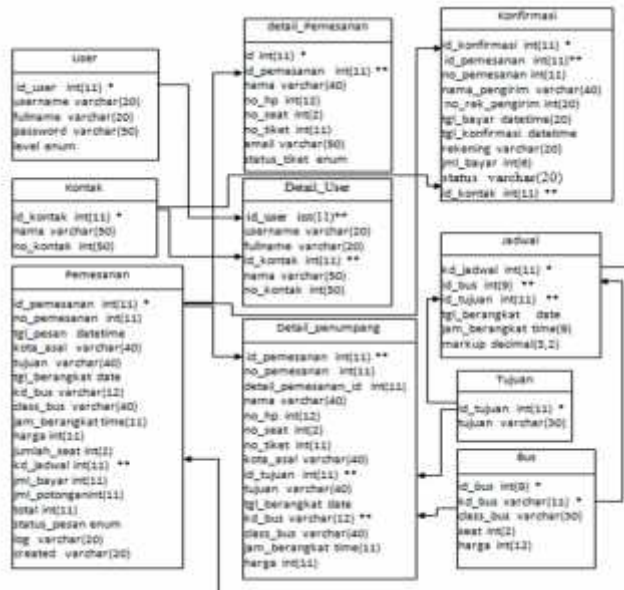 User
id_user int(11) *
username varchar(20)
fullname varchar(20)
password varchar(50)
level enum
Kontak
id_kontak int(11) *
nama varchar(50)
no_kontak int(50)
Pemesanan
id_pemesanan int(11) *
no_pemesanan int(11)
tgl_pesan datetime
kota_asal varchar(40)
tujuan varchar(40)
tgl_berangkat date
kd_bus varchar(12)
class_bus varchar(40)
jam_berangkat time(11)
harga int(11)
jumlah_seat int(2)
kd_jadwal int(11) **
jml_bayar int(11)
jml_potonganint(11)
total int(11)
status_pesan enum
log varchar(20)
created varchar(20)
detail_Pemesanan
id int(11) *
id_pemesanan int(11) **
nama varchar(40)
no_hp int(12)
no_seat int(2)
no_tiket int(11)
email varchar(50)
status_tiket enum
Detail_User
id_user int(11)**
username varchar(20)
fullname varchar(20)
id_kontak int(11) **
nama varchar(50)
no_kontak int(50)
Detail_penumpang
id_pemesanan int(11) **
no_pemesanan int(11)
detail_pemesanan_id int(11)
nama varchar(40)
no_hp int(12)
no_seat int(2)
no_tiket int(11)
kota_asal varchar(40)
id_tujuan int(11) **
tujuan varchar(40)
tgl_berangkat date
kd_bus varchar(12) **
class_bus varchar(40)
jam_berangkat time(11)
harga int(11)
Konfirmasi
id_konfirmasi int(11) *
id_pemesanan int(11)**
no_pemesanan int(11)
nama_pengirim varchar(40)
no_rek_pengirim int(20)
tgl_bayar datetime(20)
tgl_konfirmasi datetime
rekening varchar(20)
jml_bayar int(6)
status varchar(20)
id_kontak int(11) **
Jadwal
kd_jadwal int(11) *
id_bus int(9) **
id_tujuan int(11) **
tgl_berangkat date
jam_berangkat time(9)
markup decimal(3,2)
Tujuan
id_tujuan int(11) *
tujuan varchar(30)
Bus
id_bus int(9) *
kd_bus varchar(11) *
class_bus varchar(50)
seat int(2)
harga int(12)